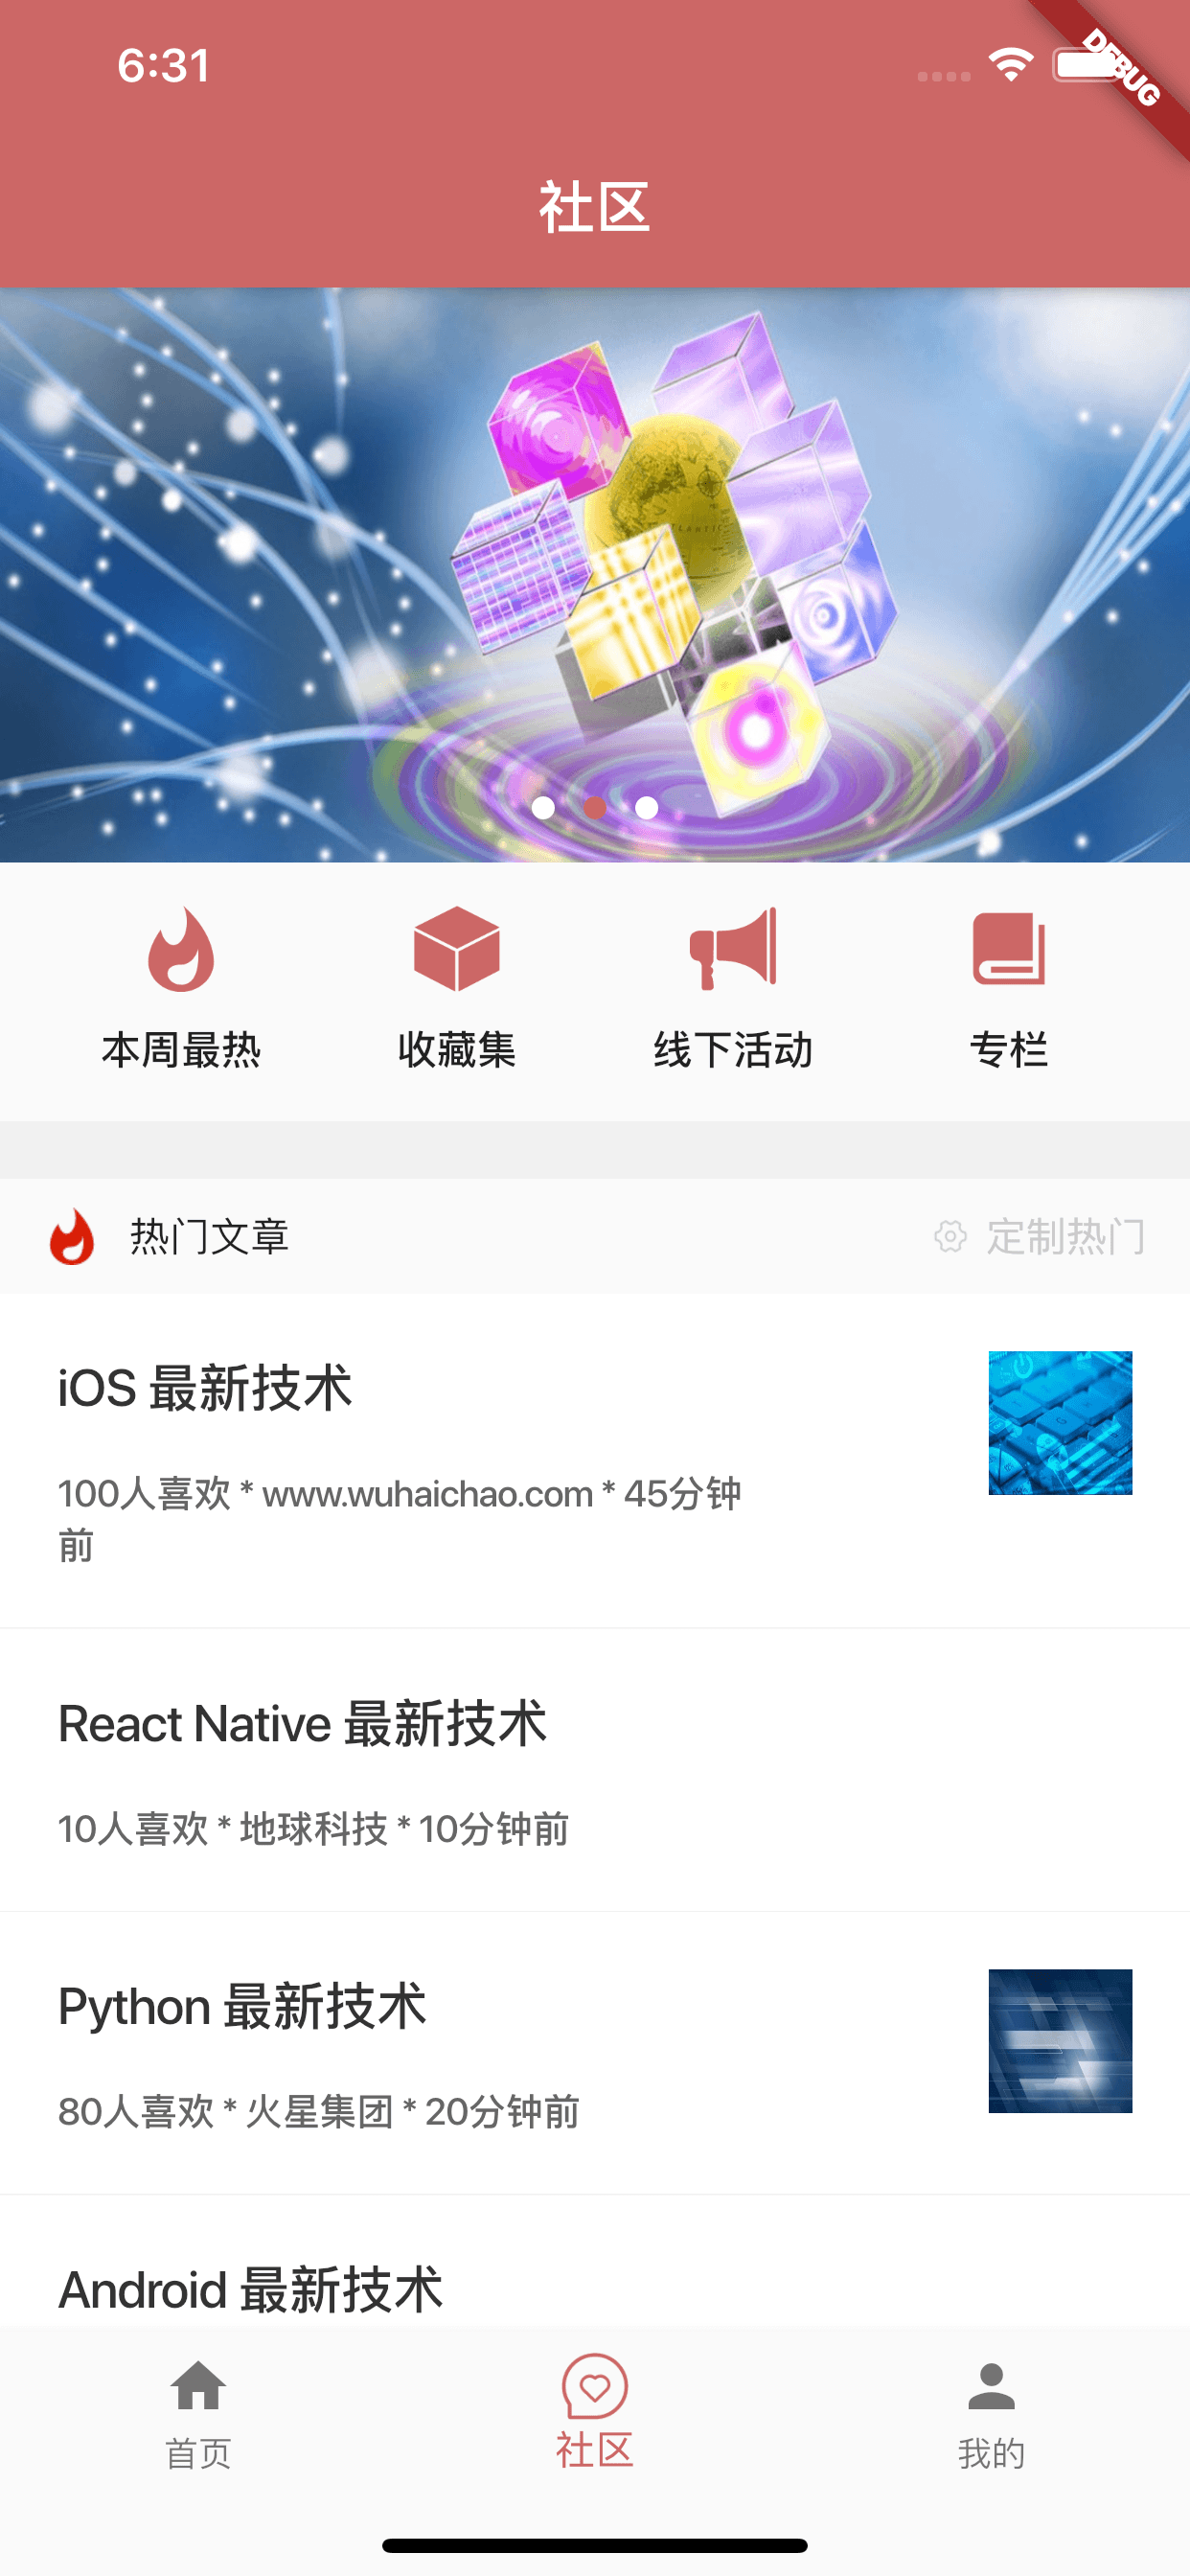 6:31
DEBUG
社区
ATLANTIC
本周最热
收藏集
线下活动
专栏
热门文章
定制热门
iOS 最新技术
100人喜欢 * www.wuhaichao.com * 45分钟
前
React Native 最新技术
10人喜欢 * 地球科技 * 10分钟前
Python 最新技术
80人喜欢 * 火星集团 * 20分钟前
Android 最新技术
首页
社区
我的